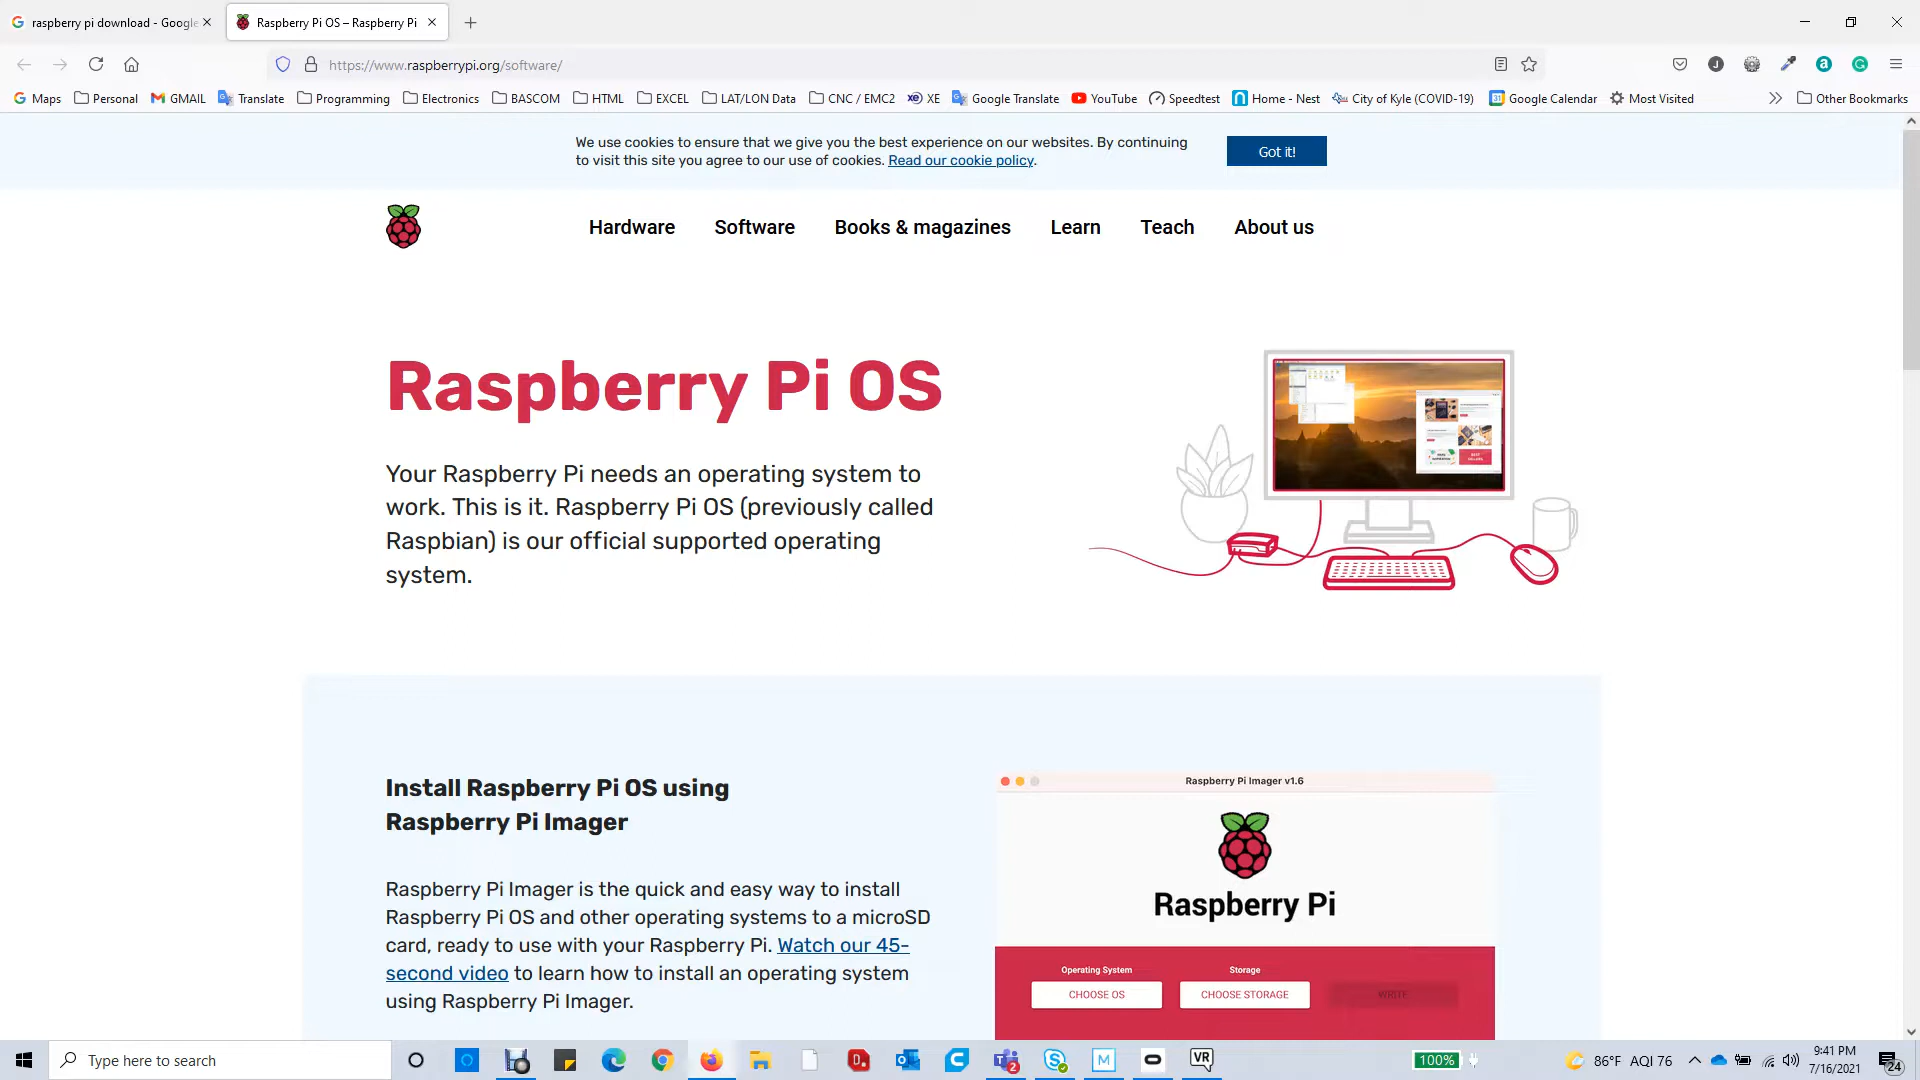 raspberry pi download - Google
Raspberry Pi OS – Raspberry Pi
https://www.raspberrypi.org/software/
Maps
Personal
GMAIL
Translate
Programming
Electronics
BASCOM
HTML
EXCEL
LAT/LON Data
CNC / EMC2
XE
Google Translate
YouTube
Speedtest
Home - Nest
City of Kyle (COVID-19)
Google Calendar
Most Visited
Other Bookmarks
We use cookies to ensure that we give you the best experience on our websites. By continuing
to visit this site you agree to our use of cookies. Read our cookie policy.
Got it!
Hardware
Software
Books & magazines
Learn
Teach
About us
Raspberry Pi OS
Your Raspberry Pi needs an operating system to
work. This is it. Raspberry Pi OS (previously called
Raspbian) is our official supported operating
system.
Install Raspberry Pi OS using
Raspberry Pi Imager
Raspberry Pi Imager is the quick and easy way to install
Raspberry Pi OS and other operating systems to a microSD
card, ready to use with your Raspberry Pi. Watch our 45-
second video to learn how to install an operating system
using Raspberry Pi Imager.
Raspberry Pi Imager v1.6
Raspberry Pi
Operating System
Storage
CHOOSE OS
CHOOSE STORAGE
WRITE
Type here to search
VR
100%
86°F AQI 76
9:41 PM
7/16/2021
24